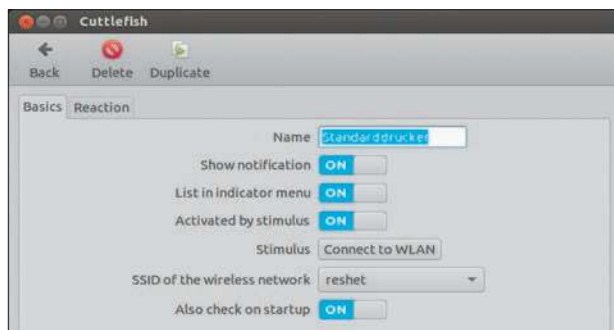 Cuttlefish
Back Delete Duplicate
Basics Reaction
Name Standarddrucker
Show notification ON
List in indicator menu ON
Activated by stimulus ON
Stimulus Connect to WLAN
SSID of the wireless network reshet
Also check on startup ON